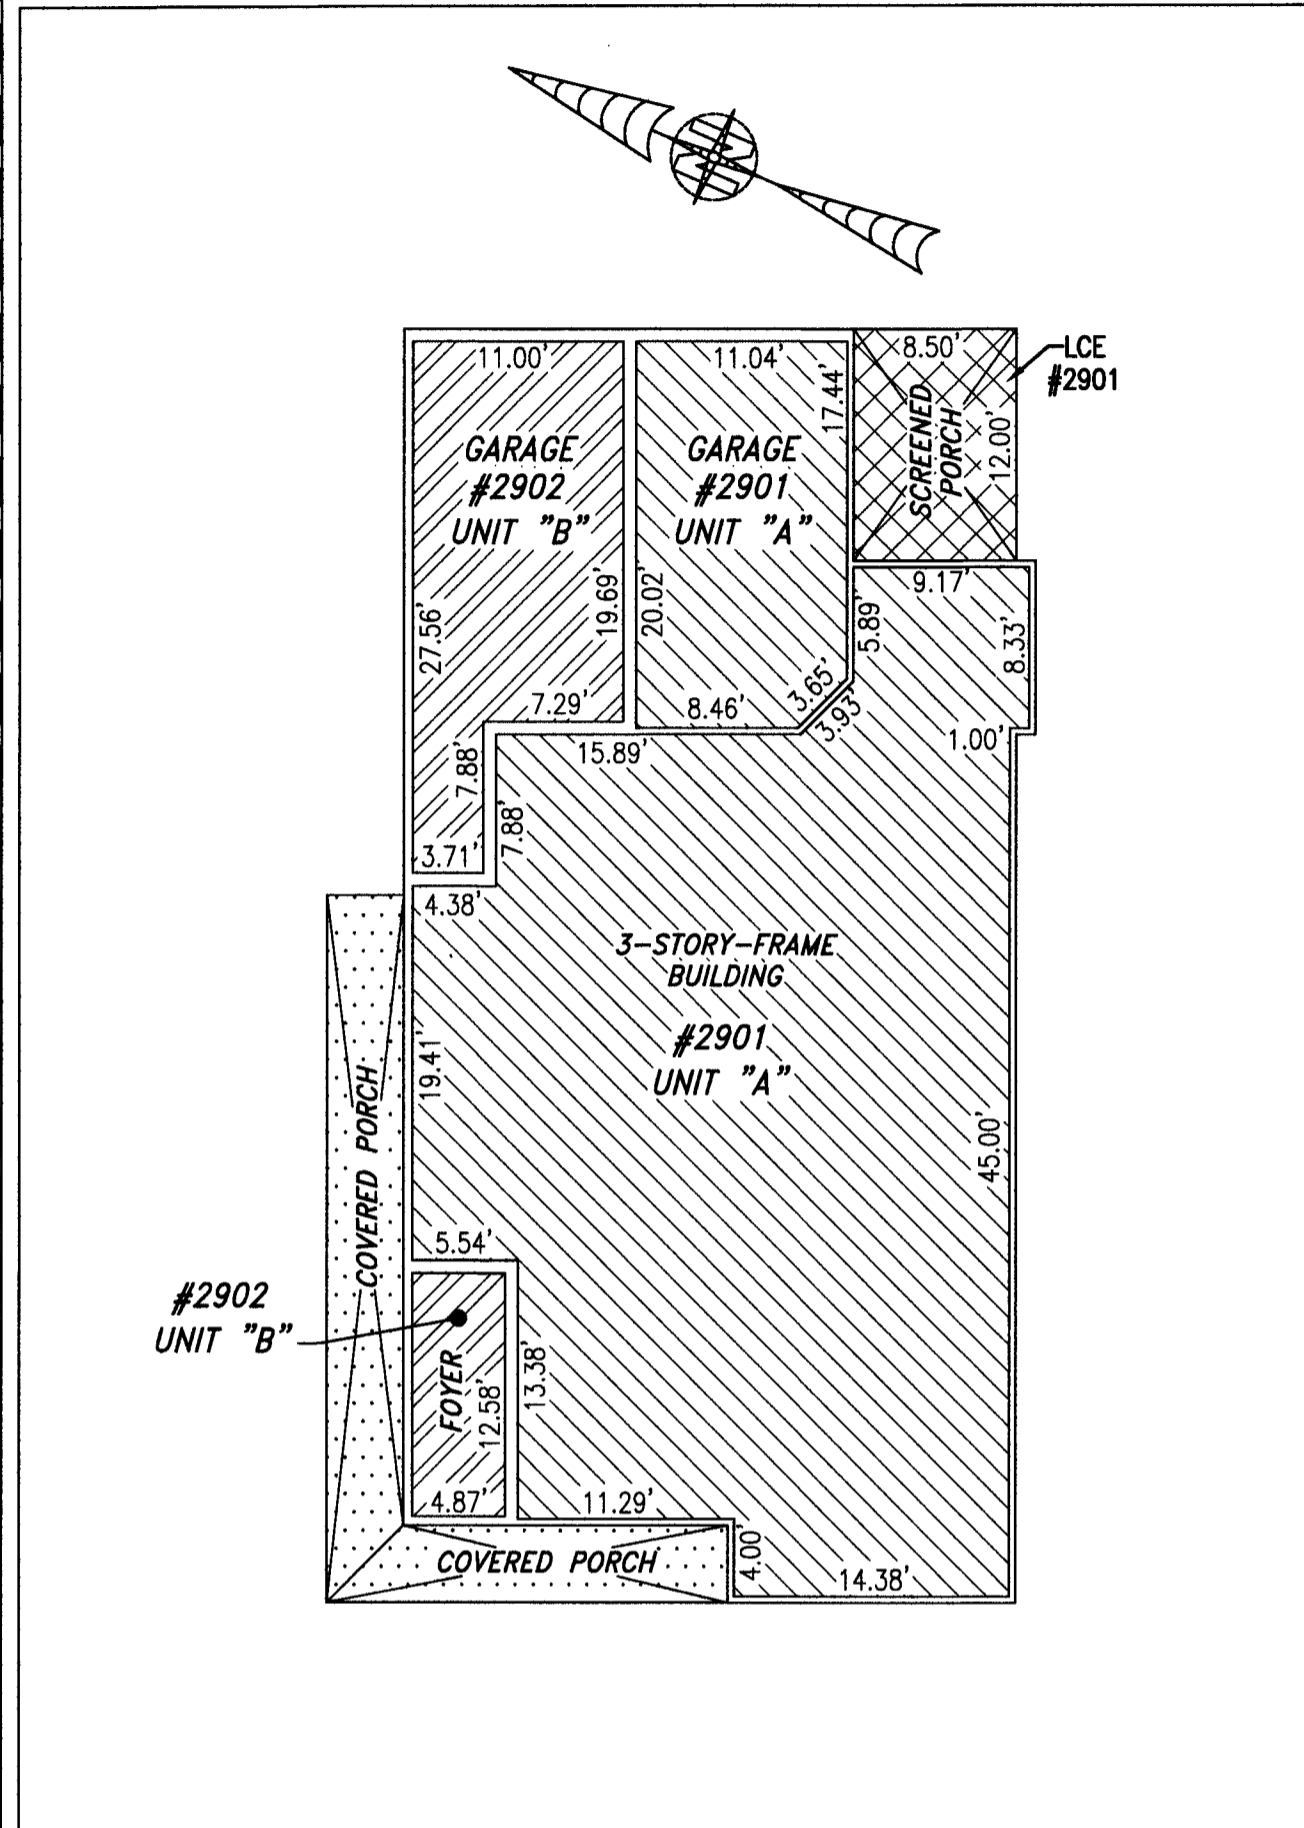 N
11.00'
11.04'
8.50'
LCE
#2901
17.44'
SCREENED
PORCH
12.00'
GARAGE
#2902
UNIT "B"
GARAGE
#2901
UNIT "A"
27.56'
19.69'
20.02'
9.17'
5.89'
8.33'
7.29'
8.46'
3.65'
3.93'
15.89'
1.00'
7.88'
7.88'
3.71'
4.38'
3-STORY-FRAME
BUILDING
#2901
UNIT "A"
19.41'
COVERED PORCH
45.00'
5.54'
#2902
UNIT "B"
FOYER
12.58'
13.38'
4.87'
11.29'
COVERED PORCH
4.00'
14.38'